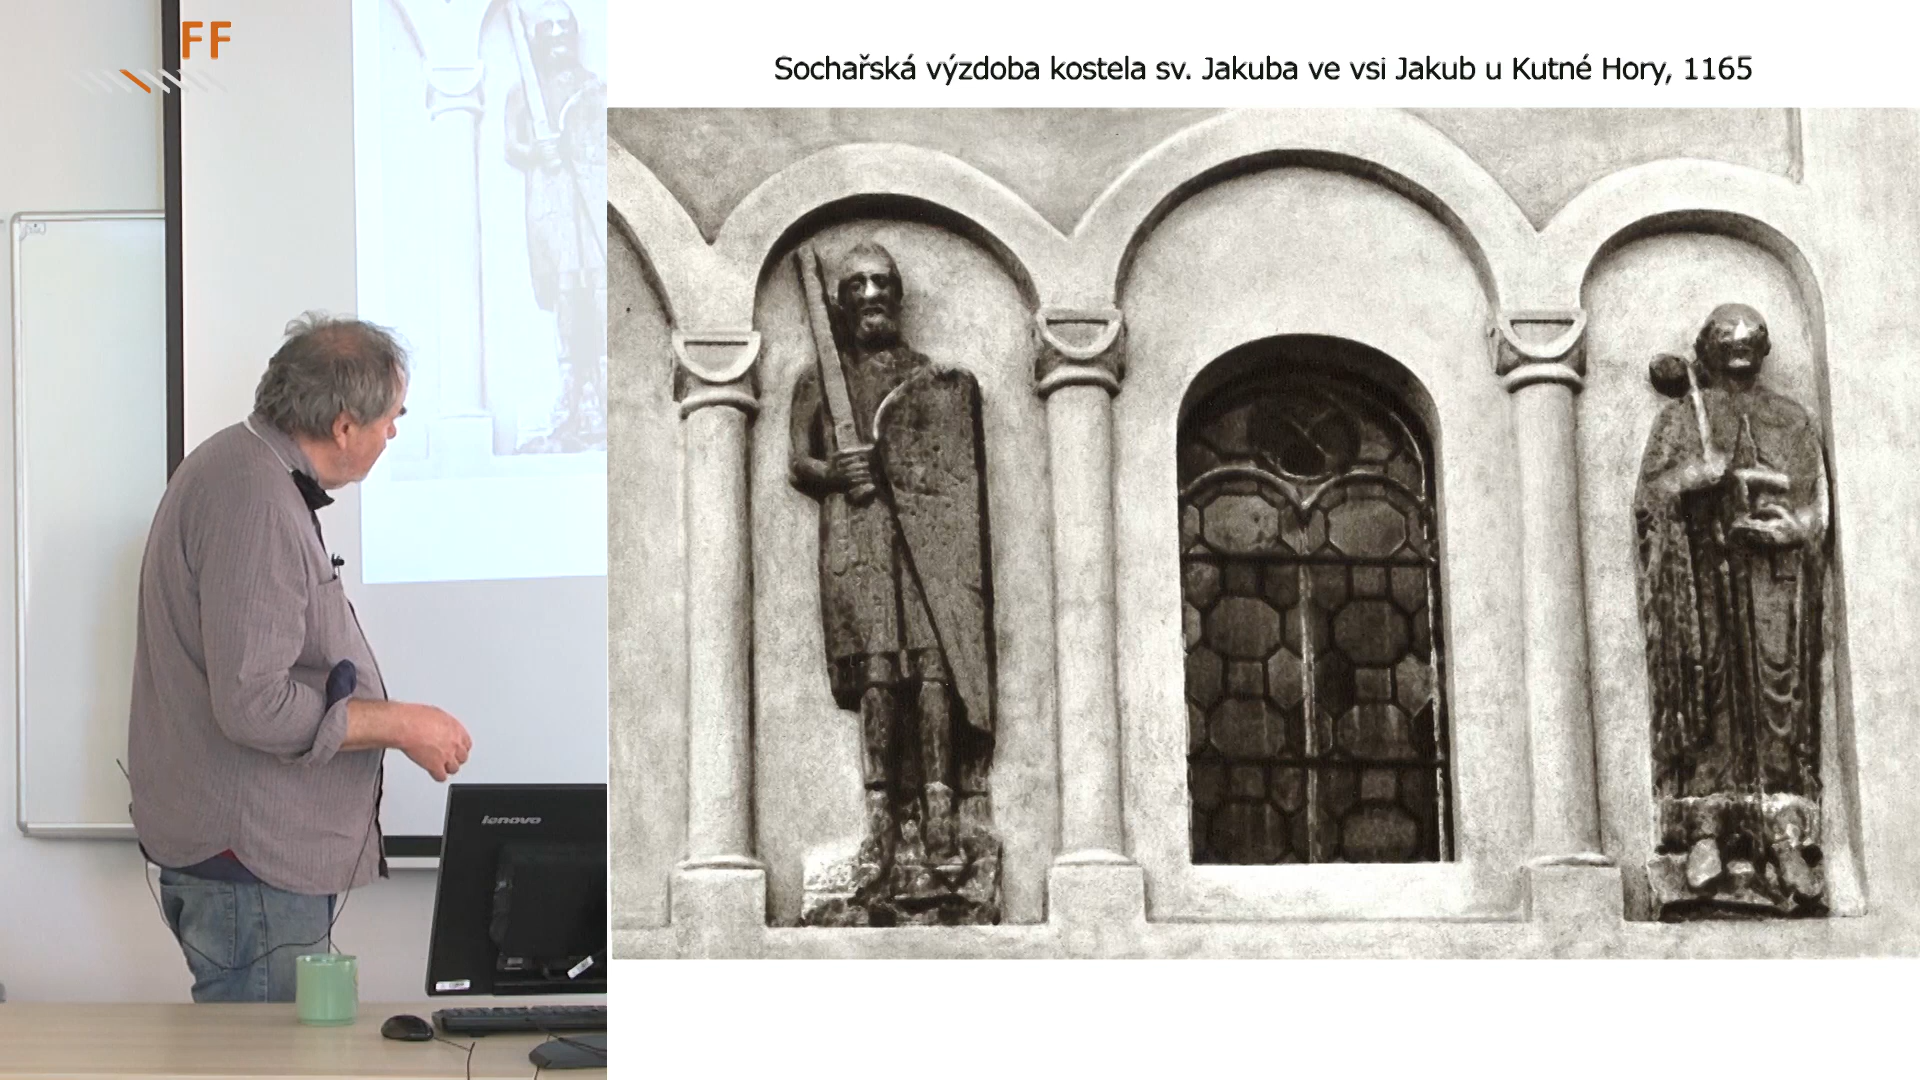 FF
Sochařská výzdoba kostela sv. Jakuba ve vsi Jakub u Kutné Hory, 1165
lenovo